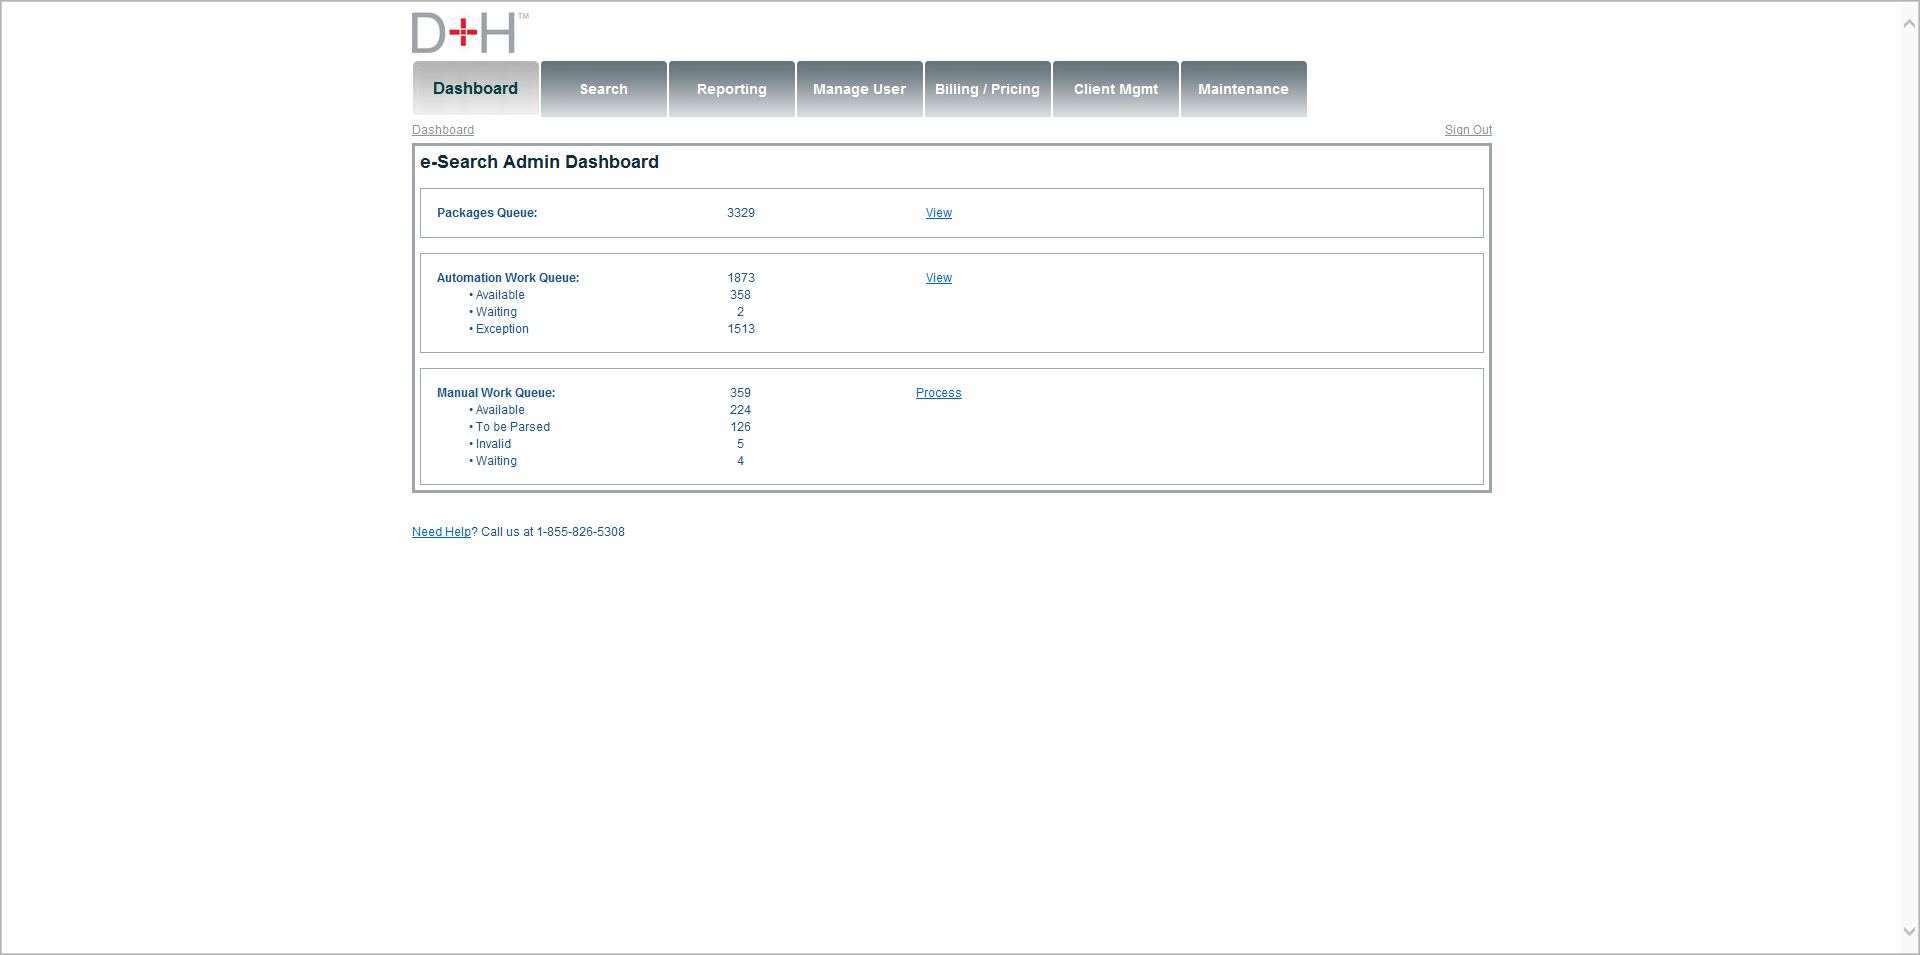 D+H™
Dashboard Search Reporting Manage User Billing / Pricing Client Mgmt Maintenance
Dashboard Sign Out
e-Search Admin Dashboard
Packages Queue: 3329 View
Automation Work Queue: 1873 View
• Available 358
• Waiting 2
• Exception 1513
Manual Work Queue: 359 Process
• Available 224
• To be Parsed 126
• Invalid 5
• Waiting 4
Need Help? Call us at 1-855-826-5308